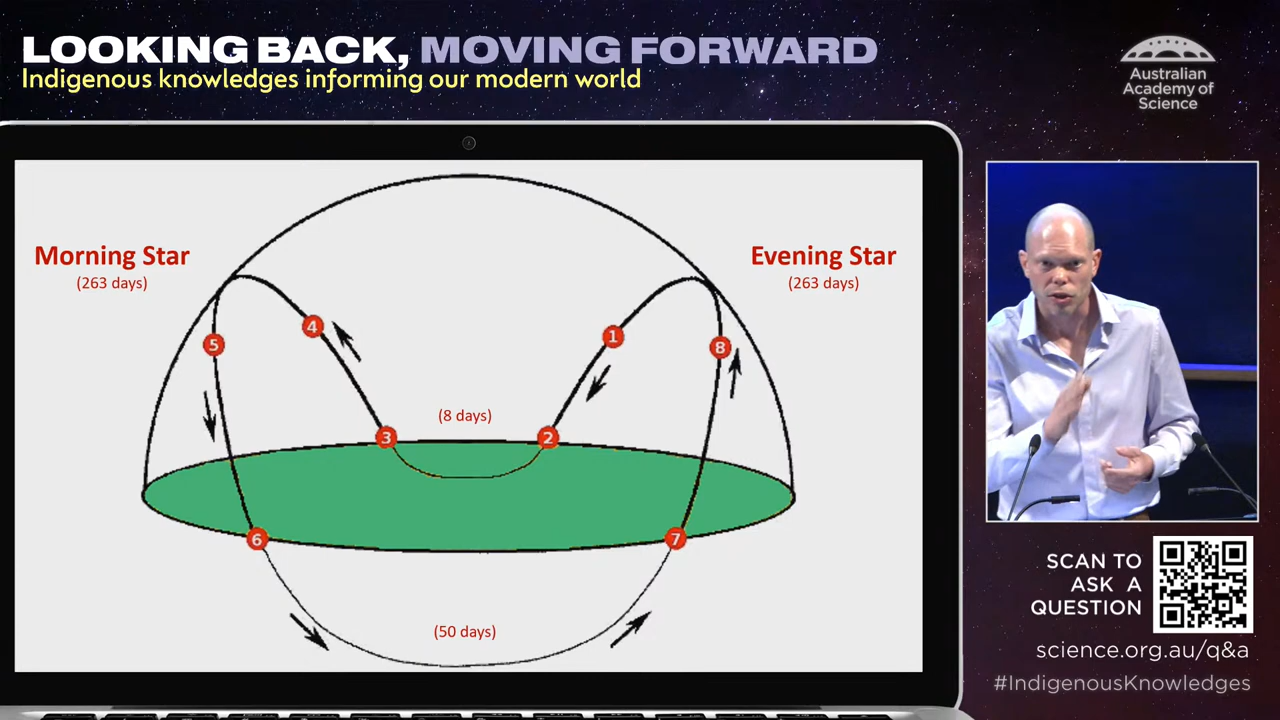 LOOKING BACK, MOVING FORWARD
Indigenous knowledges informing our modern world
Australian
Academy of
Science
Morning Star
(263 days)
Evening Star
(263 days)
4
1
5
8
(8 days)
3
2
6
7
(50 days)
SCAN TO
ASK A
QUESTION
science.org.au/q&a
#IndigenousKnowledges